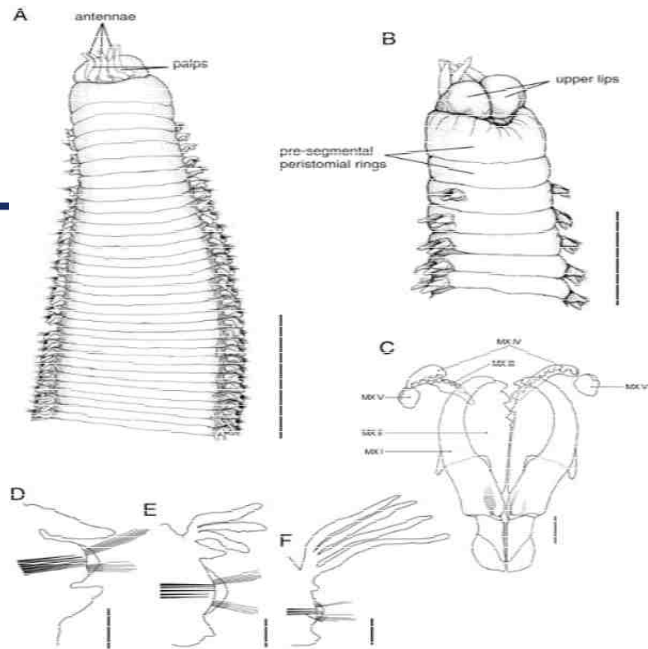 A
antennae
palps
B
upper lips
pre-segmental
peristomial rings
C
MX IV
MX III
MX V
MX V
MX II
MX I
D
E
F